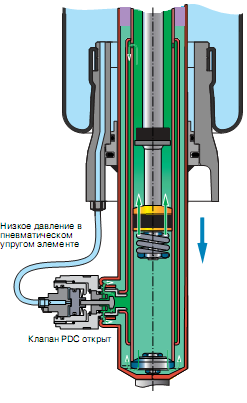 Низкое давление в
пневматическом
упругом элементе
Клапан PDC открыт